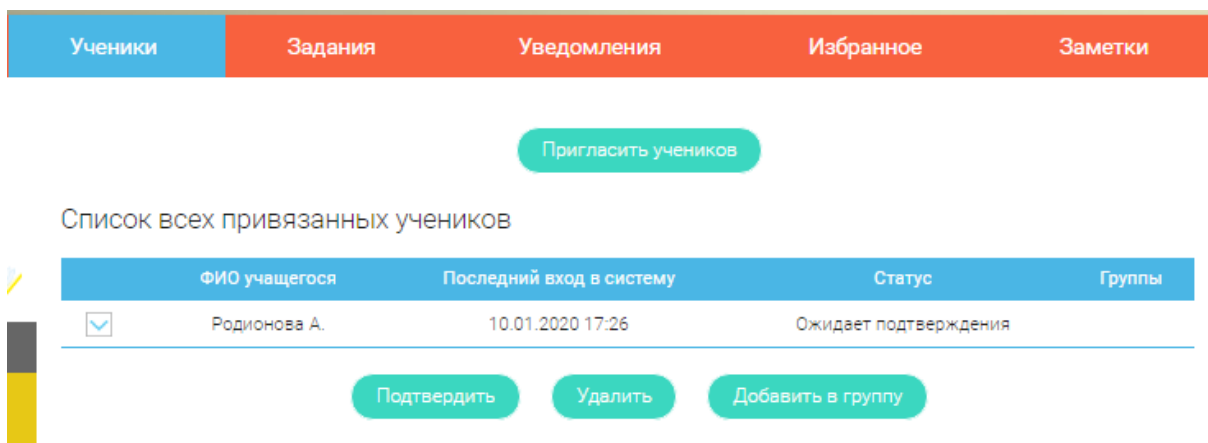 Ученики Задания Уведомления Избранное Заметки
Пригласить учеников
Список всех привязанных учеников
ФИО учащегося Последний вход в систему Статус Группы
Родионова А. 10.01.2020 17:26 Ожидает подтверждения
Подтвердить Удалить Добавить в группу